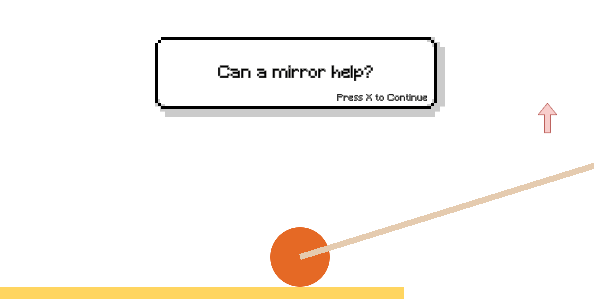 Can a mirror help?
Press X to Continue